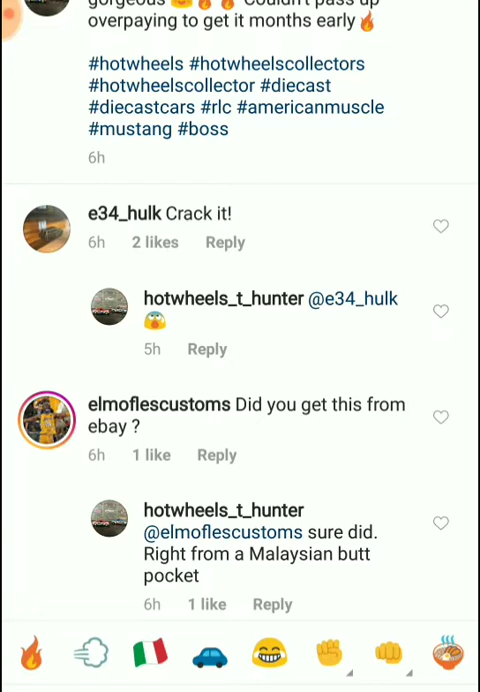 gorgeous 🔥 🔥 Couldn't pass up
overpaying to get it months early🔥
#hotwheels #hotwheelscollectors
#hotwheelscollector #diecast
#diecastcars #rlc #americanmuscle
#mustang #boss
6h
e34_hulk Crack it!
6h 2 likes Reply
hotwheels_t_hunter @e34_hulk
😱
5h Reply
elmoflescustoms Did you get this from
ebay ?
6h 1 like Reply
hotwheels_t_hunter
@elmoflescustoms sure did.
Right from a Malaysian butt
pocket
6h 1 like Reply